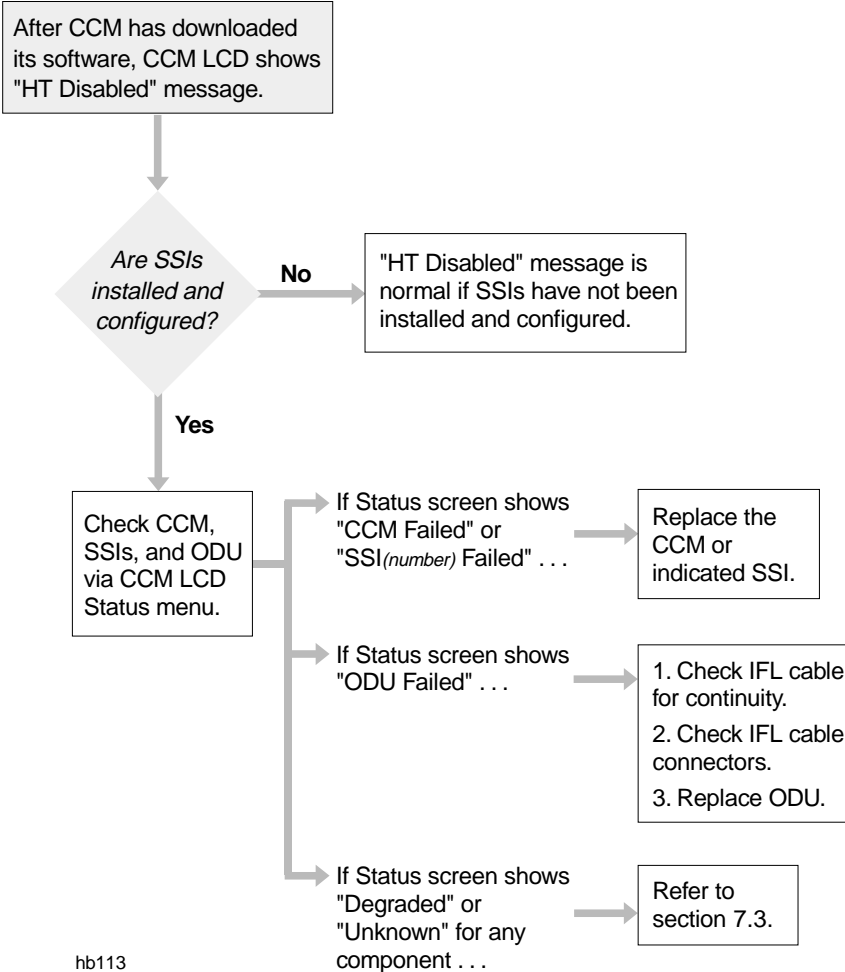 After CCM has downloaded
its software, CCM LCD shows
"HT Disabled" message.
Are SSIs
installed and
configured?
No
"HT Disabled" message is
normal if SSIs have not been
installed and configured.
Yes
Check CCM,
SSIs, and ODU
via CCM LCD
Status menu.
If Status screen shows
"CCM Failed" or
"SSI(number) Failed" . . .
Replace the
CCM or
indicated SSI.
If Status screen shows
"ODU Failed" . . .
1. Check IFL cable
for continuity.
2. Check IFL cable
connectors.
3. Replace ODU.
If Status screen shows
"Degraded" or
"Unknown" for any
component . . .
Refer to
section 7.3.
hb113